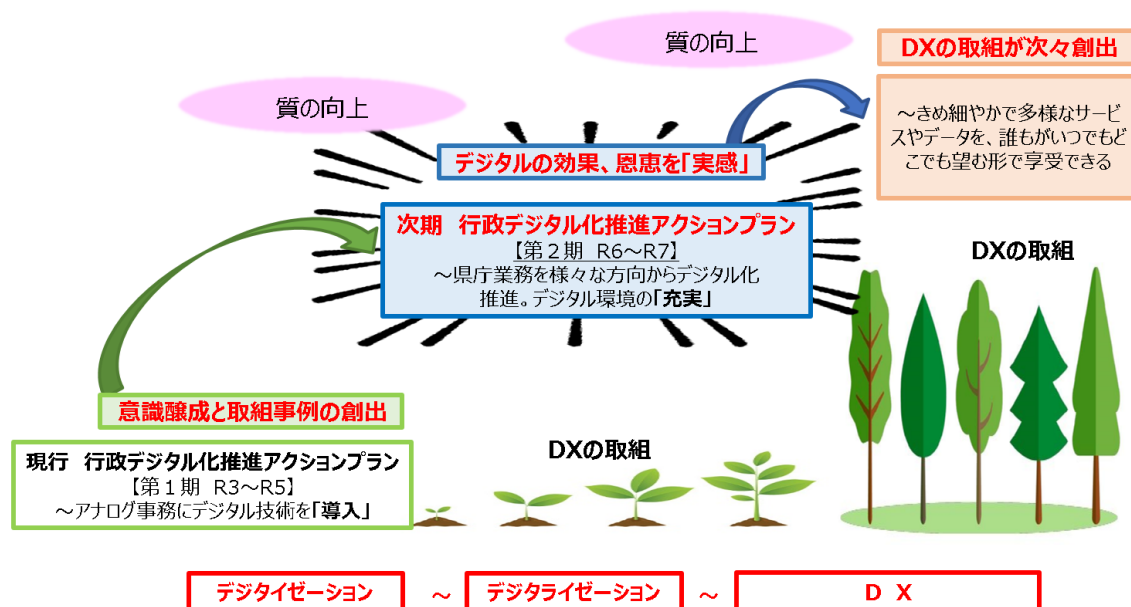 質の向上
質の向上
DXの取組が次々創出
～きめ細やかで多様なサービ
スやデータを、誰もがいつでもど
こでも望む形で享受できる
デジタルの効果、恩恵を「実感」
次期　行政デジタル化推進アクションプラン
【第２期　R6～R7】
～県庁業務を様々な方向からデジタル化
推進。デジタル環境の「充実」
DXの取組
意識醸成と取組事例の創出
現行　行政デジタル化推進アクションプラン
【第１期　R3～R5】
～アナログ事務にデジタル技術を「導入」
DXの取組
デジタイゼーション　～　デジタライゼーション　～　ＤＸ